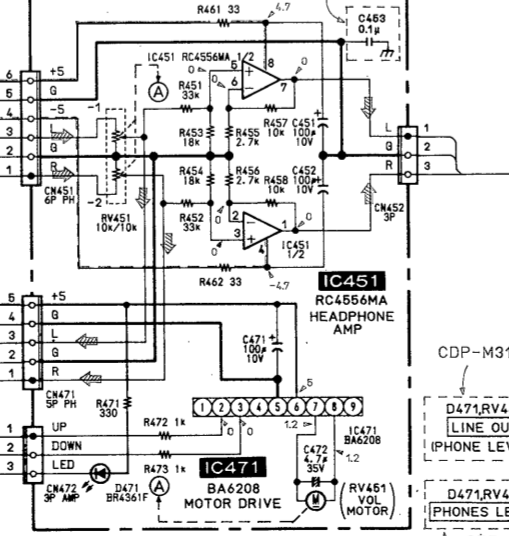 R461 33
4.7
C463
0.1µ
IC451 RC4556MA 1/2
A
6 +5
5 G
4 -5
3 L
2 G
1 R
CN451
6P PH
-1
-2
RV451
10k/10k
R451
33k
R453
18k
R454
18k
R452
33k
R455
2.7k
R456
2.7k
R457
10k
R458
10k
C451
100µ
10V
C452
100µ
10V
0
5
6
7
8
0
0
0
0
2
3
1
4
0
IC451
1/2
L 1
G 2
R 3
CN452
3P
R462 33
-4.7
IC451
RC4556MA
HEADPHONE
AMP
5 +5
4 G
3 L
2 G
1 R
CN471
5P PH
C471
100µ
10V
R471
330
5
1 2 3 4 5 6 7 8 9
1 UP
2 DOWN
3 LED
CN472
3P AMP
D471
BR4361F
R472 1k
R473 1k
0
0
1.2
1.2
IC471
BA6208
IC471
BA6208
MOTOR DRIVE
A
C472
4.7µ
35V
M
(RV451
VOL
MOTOR)
CDP-M31
D471,RV4
LINE OU
(PHONE LEV
D471,RV4
PHONES LE